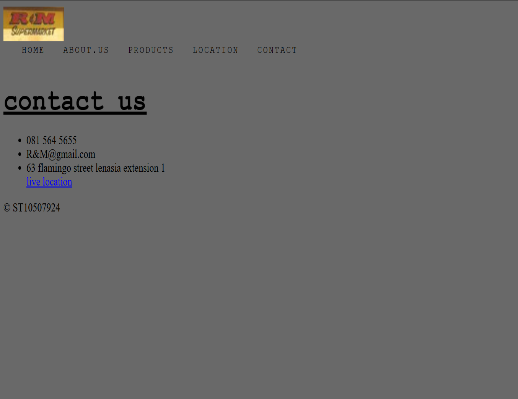 R&M
SUPERMARKET
HOME ABOUT.US PRODUCTS LOCATION CONTACT
contact us
• 081 564 5655
• R&M@gmail.com
• 63 flamingo street lenasia extension 1
live location
© ST10507924